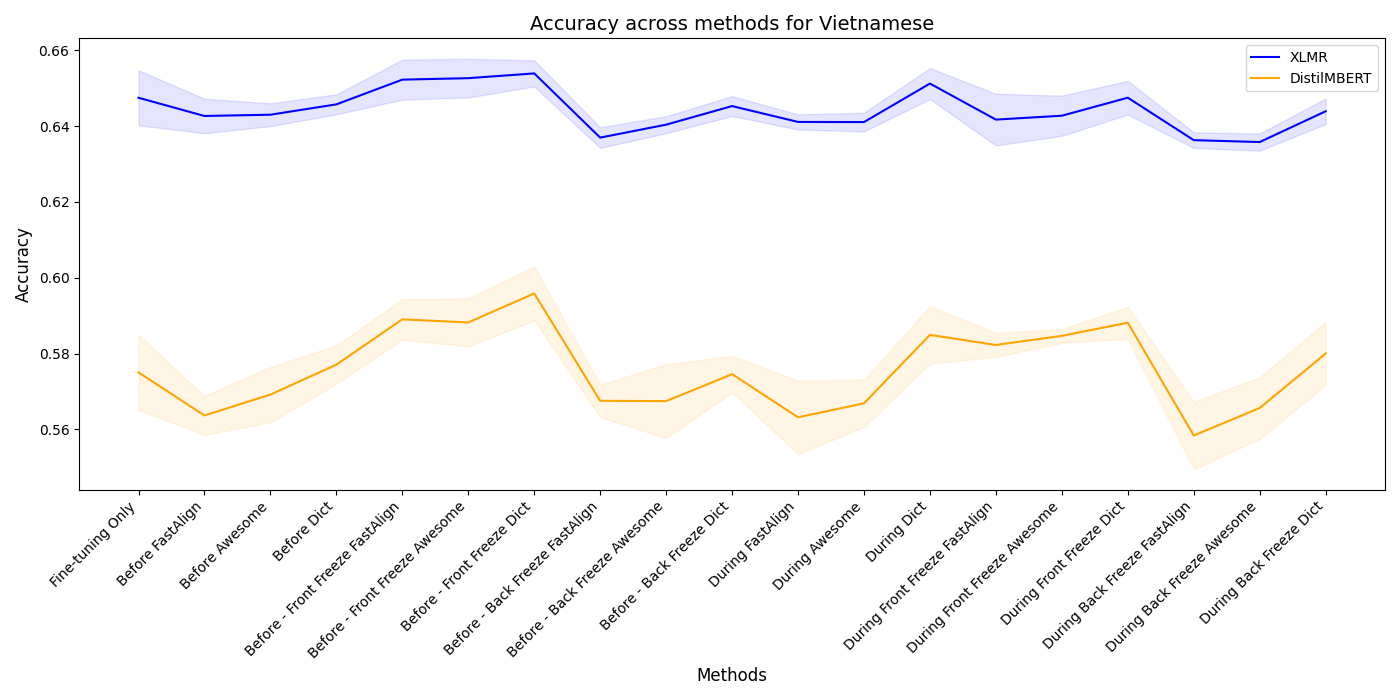 Accuracy across methods for Vietnamese
XLMR
DistilMBERT
Accuracy
0.66
0.64
0.62
0.60
0.58
0.56
Fine-tuning Only
Before FastAlign
Before Awesome
Before Dict
Before - Front Freeze FastAlign
Before - Front Freeze Awesome
Before - Front Freeze Dict
Before - Back Freeze FastAlign
Before - Back Freeze Awesome
Before - Back Freeze Dict
During FastAlign
During Awesome
During Dict
During Front Freeze FastAlign
During Front Freeze Awesome
During Front Freeze Dict
During Back Freeze FastAlign
During Back Freeze Awesome
During Back Freeze Dict
Methods